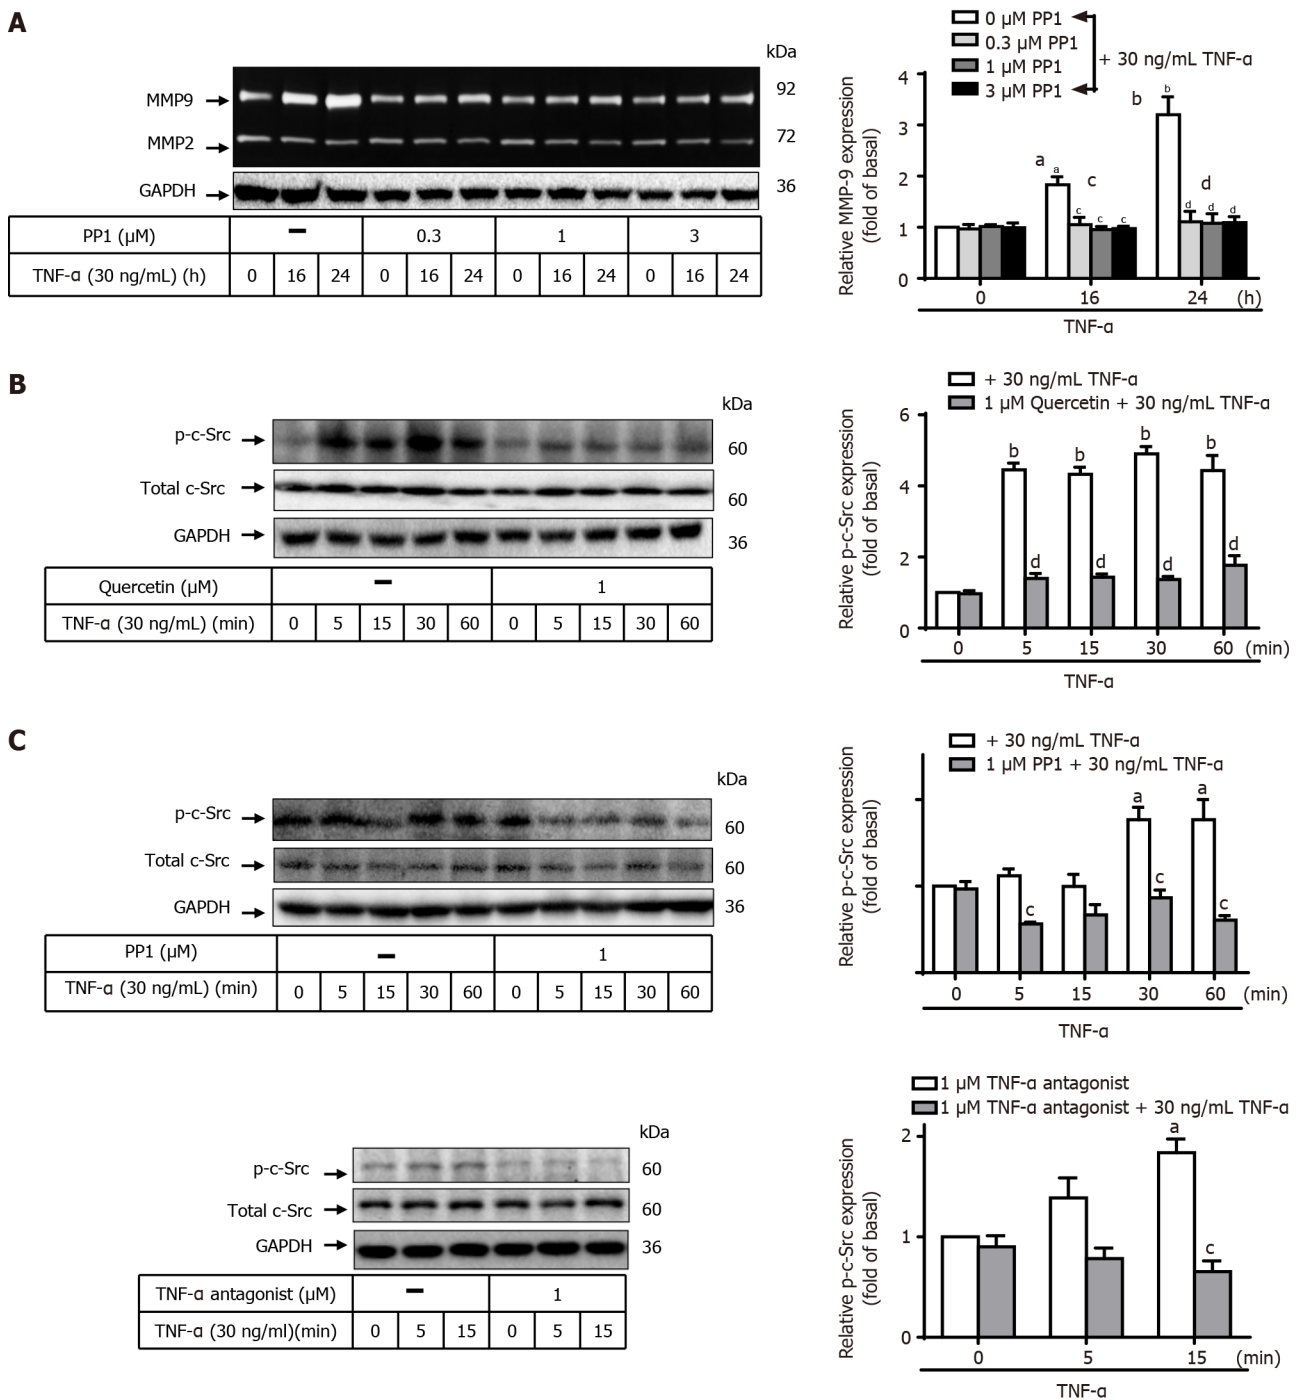 A
kDa
MMP9
92
MMP2
72
GAPDH
36
PP1 (µM) – 0.3 1 3
TNF-ɑ (30 ng/mL) (h) 0 16 24 0 16 24 0 16 24 0 16 24
0 µM PP1
0.3 µM PP1
1 µM PP1
3 µM PP1
+ 30 ng/mL TNF-ɑ
Relative MMP-9 expression
(fold of basal)
4
3
2
1
0
a
a
c
c c c
b
b
d
d d d
0 16 24 (h)
TNF-ɑ
B
kDa
p-c-Src
60
Total c-Src
60
GAPDH
36
Quercetin (µM) – 1
TNF-ɑ (30 ng/mL) (min) 0 5 15 30 60 0 5 15 30 60
+ 30 ng/mL TNF-ɑ
1 µM Quercetin + 30 ng/mL TNF-ɑ
Relative p-c-Src expression
(fold of basal)
6
4
2
0
b b b b
d d d d
0 5 15 30 60 (min)
TNF-ɑ
C
kDa
p-c-Src
60
Total c-Src
60
GAPDH
36
PP1 (µM) – 1
TNF-ɑ (30 ng/mL) (min) 0 5 15 30 60 0 5 15 30 60
+ 30 ng/mL TNF-ɑ
1 µM PP1 + 30 ng/mL TNF-ɑ
Relative p-c-Src expression
(fold of basal)
a a
c c c
0 5 15 30 60 (min)
TNF-ɑ
kDa
p-c-Src
60
Total c-Src
60
GAPDH
36
TNF-ɑ antagonist (µM) – 1
TNF-ɑ (30 ng/ml)(min) 0 5 15 0 5 15
1 µM TNF-ɑ antagonist
1 µM TNF-ɑ antagonist + 30 ng/mL TNF-ɑ
Relative p-c-Src expression
(fold of basal)
2
1
0
a
c
0 5 15 (min)
TNF-ɑ